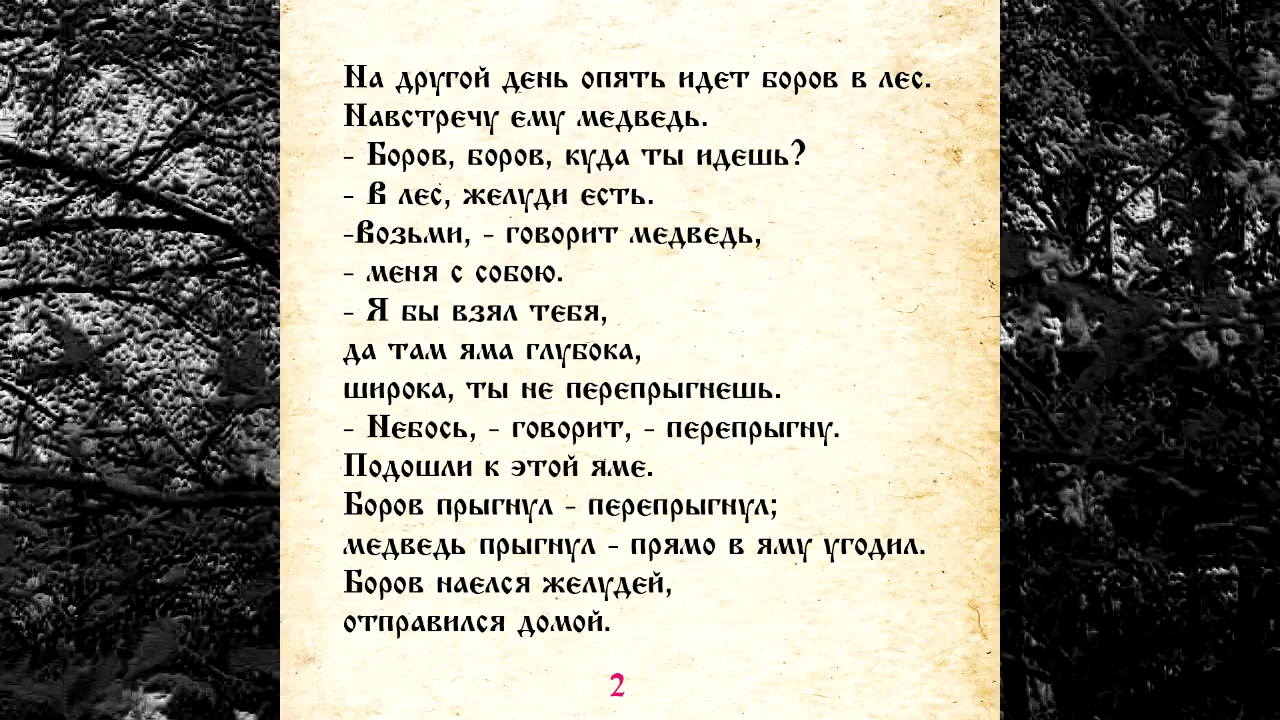 На другой день опять идет боров в лес.
Навстречу ему медведь.
- Боров, боров, куда ты идешь?
- В лес, желуди есть.
-Возьми, - говорит медведь,
- меня с собою.
- Я бы взял тебя,
да там яма глубока,
широка, ты не перепрыгнешь.
- Небось, - говорит, - перепрыгну.
Подошли к этой яме.
Боров прыгнул - перепрыгнул;
медведь прыгнул - прямо в яму угодил.
Боров наелся желудей,
отправился домой.
2